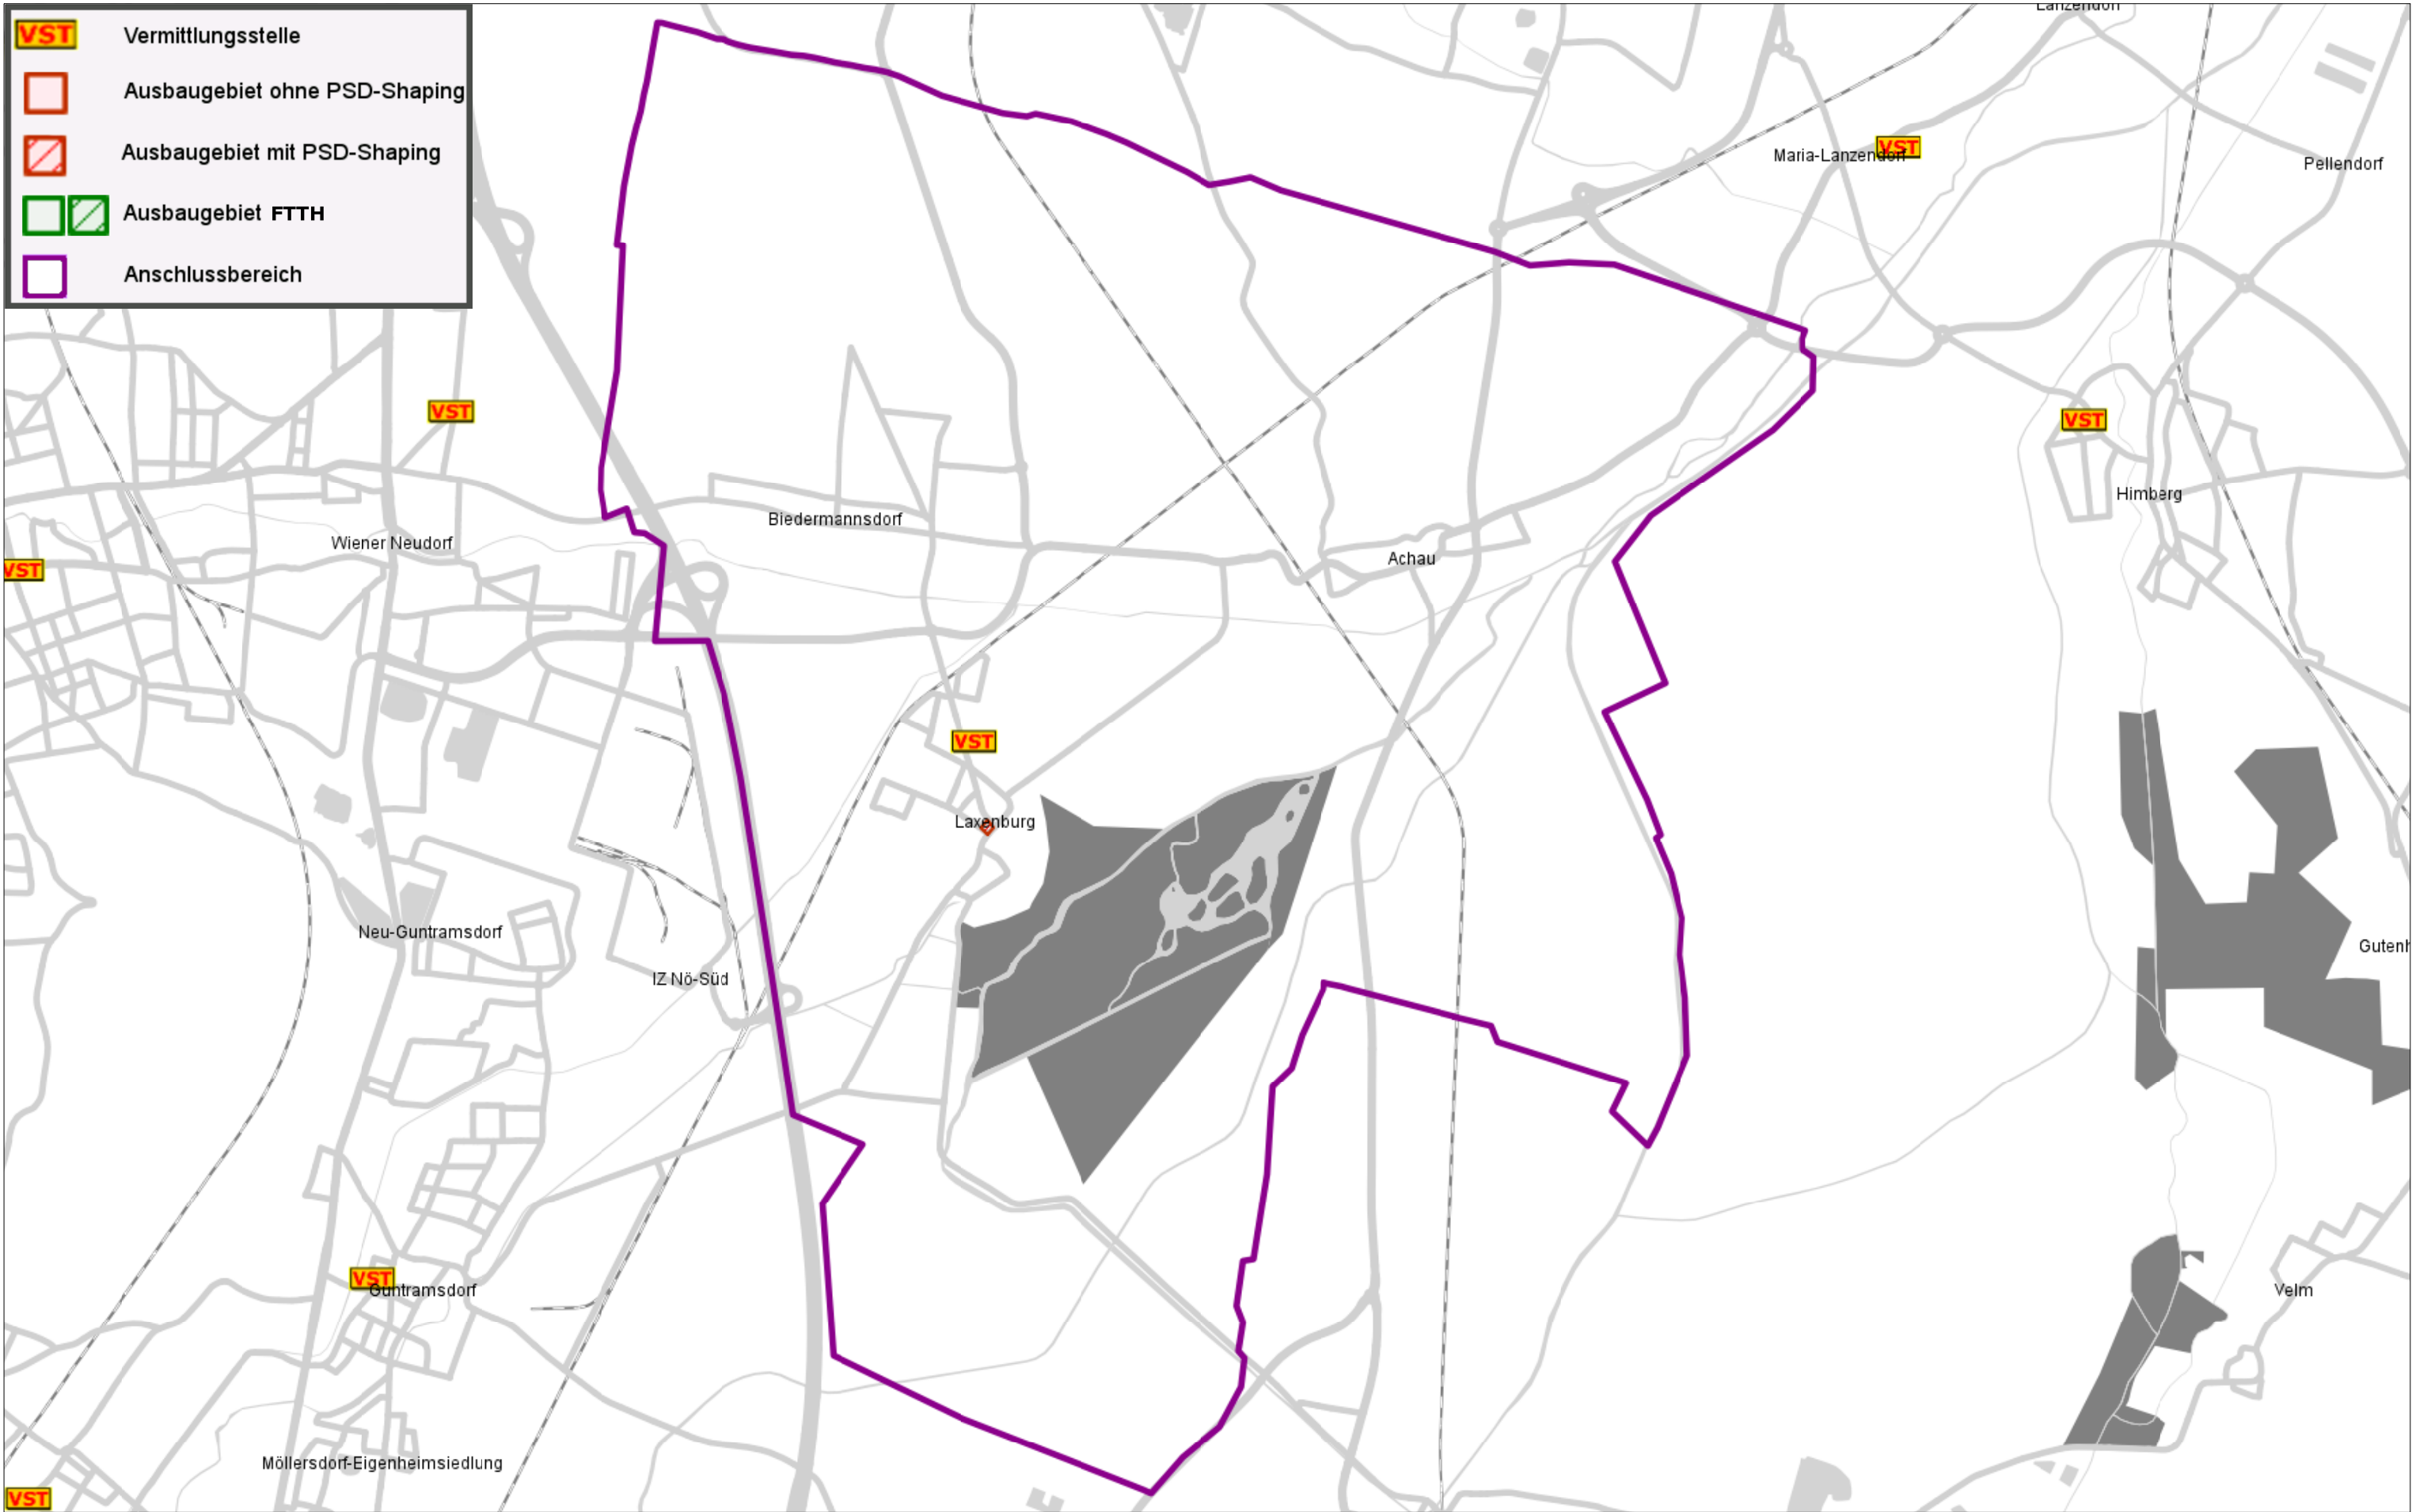 VST Vermittlungsstelle
Ausbaugebiet ohne PSD-Shaping
Ausbaugebiet mit PSD-Shaping
Ausbaugebiet FTTH
Anschlussbereich
Lanzendorf
VST
Maria-Lanzendorf
Pellendorf
VST
VST
Himberg
Biedermannsdorf
Wiener Neudorf
Achau
VST
VST
Laxenburg
Neu-Guntramsdorf
Gutenh
IZ Nö-Süd
VST
Guntramsdorf
Velm
Möllersdorf-Eigenheimsiedlung
VST